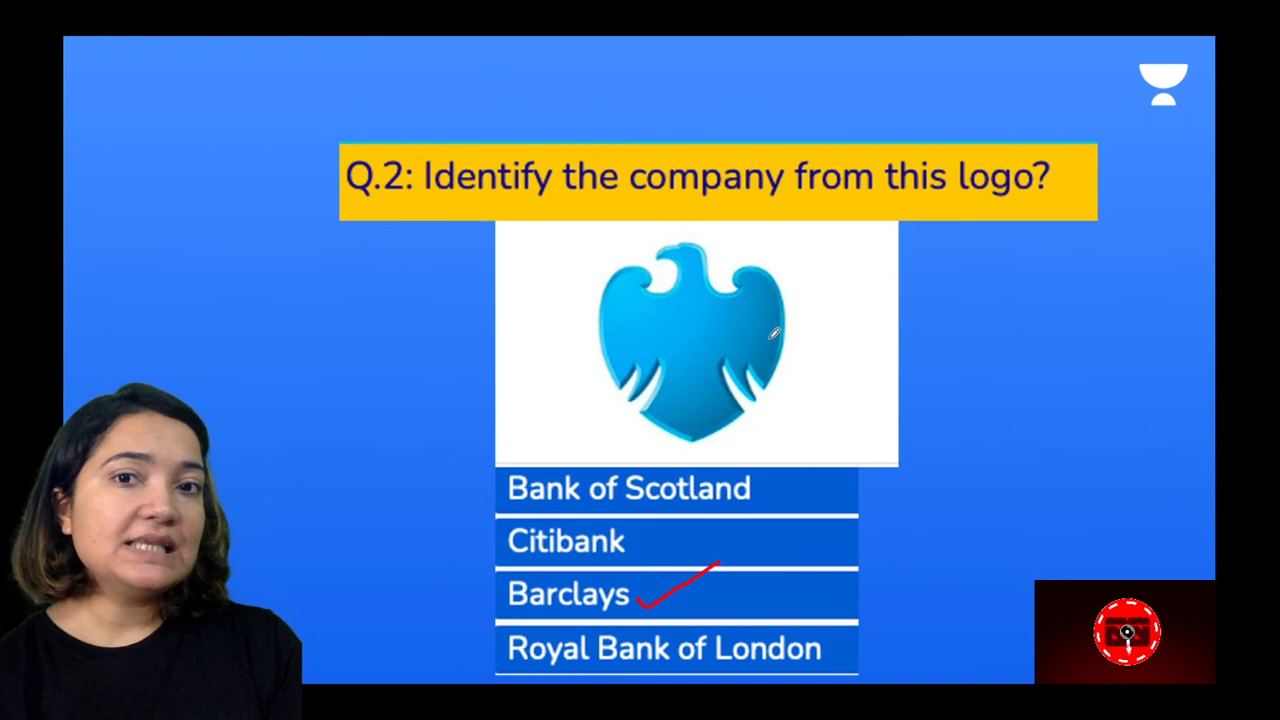 Q.2: Identify the company from this logo?
Bank of Scotland
Citibank
Barclays
Royal Bank of London